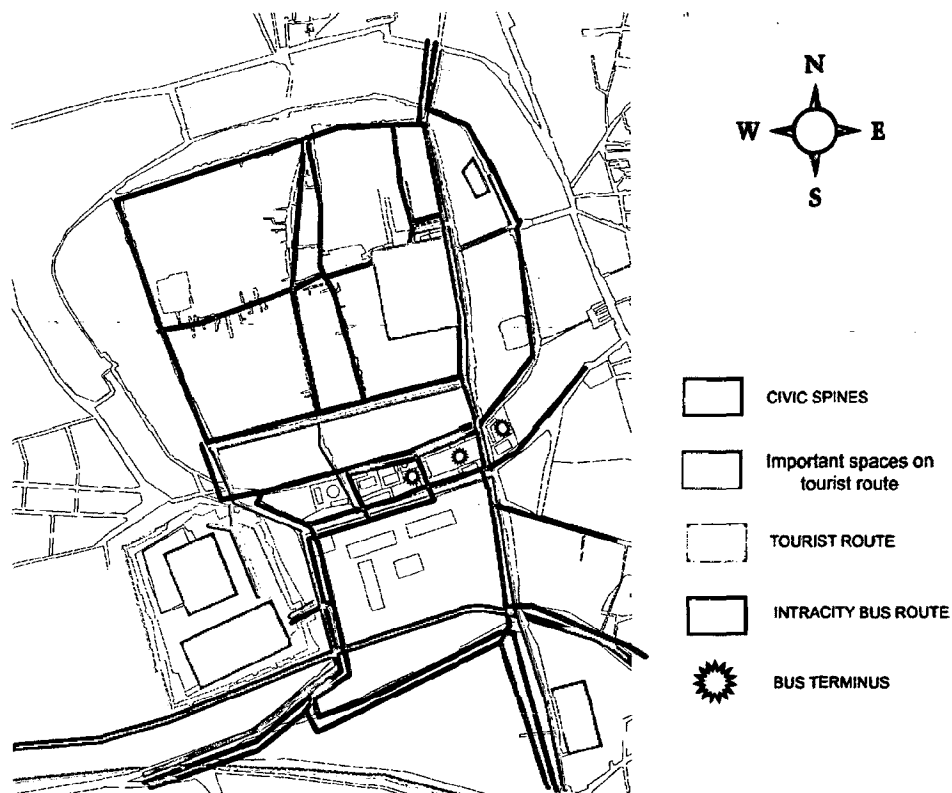 N
W E
S
CIVIC SPINES
Important spaces on
tourist route
TOURIST ROUTE
INTRACITY BUS ROUTE
BUS TERMINUS